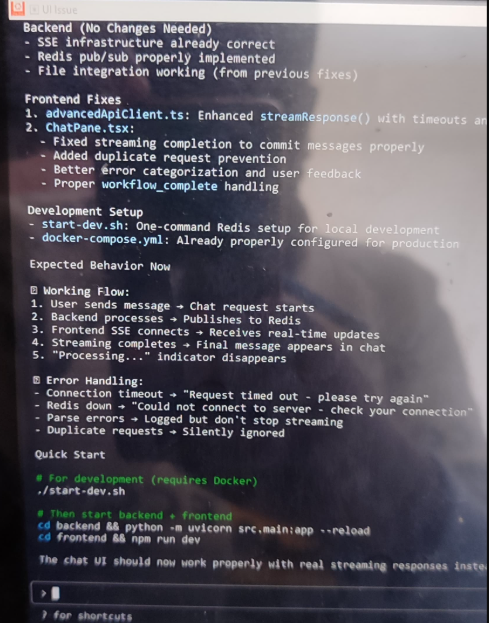 UI Issue
Backend (No Changes Needed)
- SSE infrastructure already correct
- Redis pub/sub properly implemented
- File integration working (from previous fixes)
Frontend Fixes
1. advancedApiClient.ts: Enhanced streamResponse() with timeouts an
2. ChatPane.tsx:
- Fixed streaming completion to commit messages properly
- Added duplicate request prevention
- Better error categorization and user feedback
- Proper workflow_complete handling
Development Setup
- start-dev.sh: One-command Redis setup for local development
- docker-compose.yml: Already properly configured for production
Expected Behavior Now
Working Flow:
1. User sends message → Chat request starts
2. Backend processes → Publishes to Redis
3. Frontend SSE connects → Receives real-time updates
4. Streaming completes → Final message appears in chat
5. "Processing..." indicator disappears
Error Handling:
- Connection timeout → "Request timed out - please try again"
- Redis down → "Could not connect to server - check your connection"
- Parse errors → Logged but don't stop streaming
- Duplicate requests → Silently ignored
Quick Start
# For development (requires Docker)
./start-dev.sh
# Then start backend + frontend
cd backend && python -m uvicorn src.main:app --reload
cd frontend && npm run dev
The chat UI should now work properly with real streaming responses inste
>
? for shortcuts